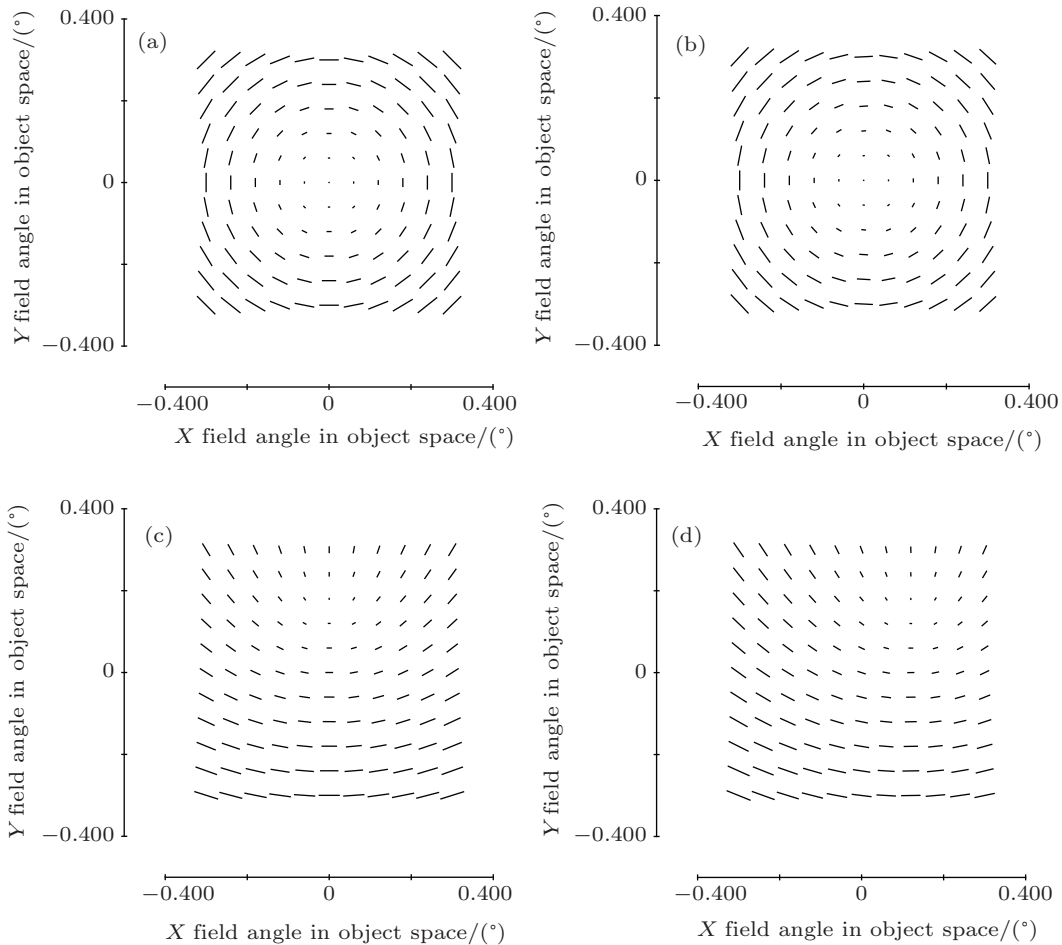 0.400
(a)
Y field angle in object space/(°)
0
−0.400
−0.400 0 0.400
X field angle in object space/(°)
0.400
(b)
Y field angle in object space/(°)
0
−0.400
−0.400 0 0.400
X field angle in object space/(°)
0.400
(c)
Y field angle in object space/(°)
0
−0.400
−0.400 0 0.400
X field angle in object space/(°)
0.400
(d)
Y field angle in object space/(°)
0
−0.400
−0.400 0 0.400
X field angle in object space/(°)